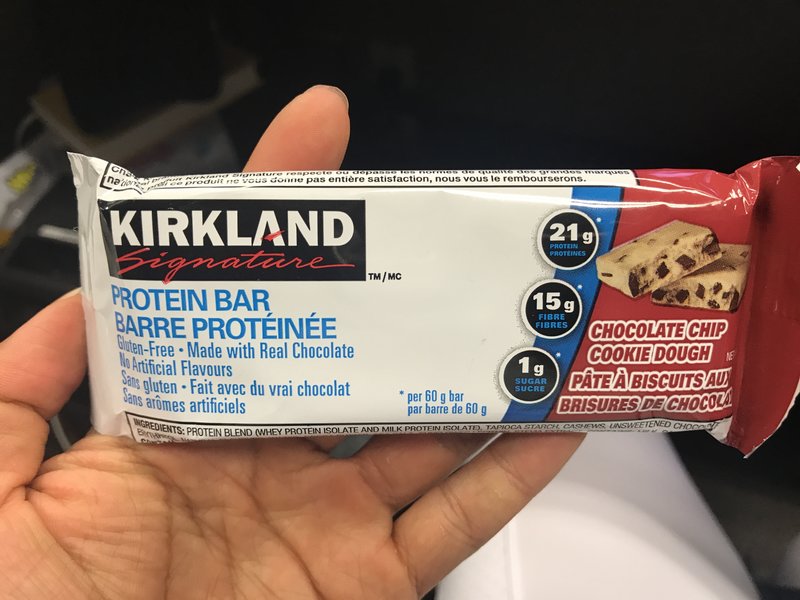 produit Kirkland Signature respecte ou dépasse les normes de qualité des grandes marques
ce produit ne vous donne pas entière satisfaction, nous vous le rembourserons.
KIRKLAND
Signature
TM/MC
PROTEIN BAR
BARRE PROTÉINÉE
Gluten-Free • Made with Real Chocolate
No Artificial Flavours
Sans gluten • Fait avec du vrai chocolat
Sans arômes artificiels
* per 60 g bar
par barre de 60 g
21g*
PROTEIN
PROTÉINES
15g*
FIBRE
FIBRES
1g*
SUGAR
SUCRE
CHOCOLATE CHIP
COOKIE DOUGH
PÂTE À BISCUITS AUX
BRISURES DE
INGREDIENTS: PROTEIN BLEND (WHEY PROTEIN ISOLATE AND MILK PROTEIN ISOLATE), TAPIOCA STARCH, CASHEWS, UNSWEETENED